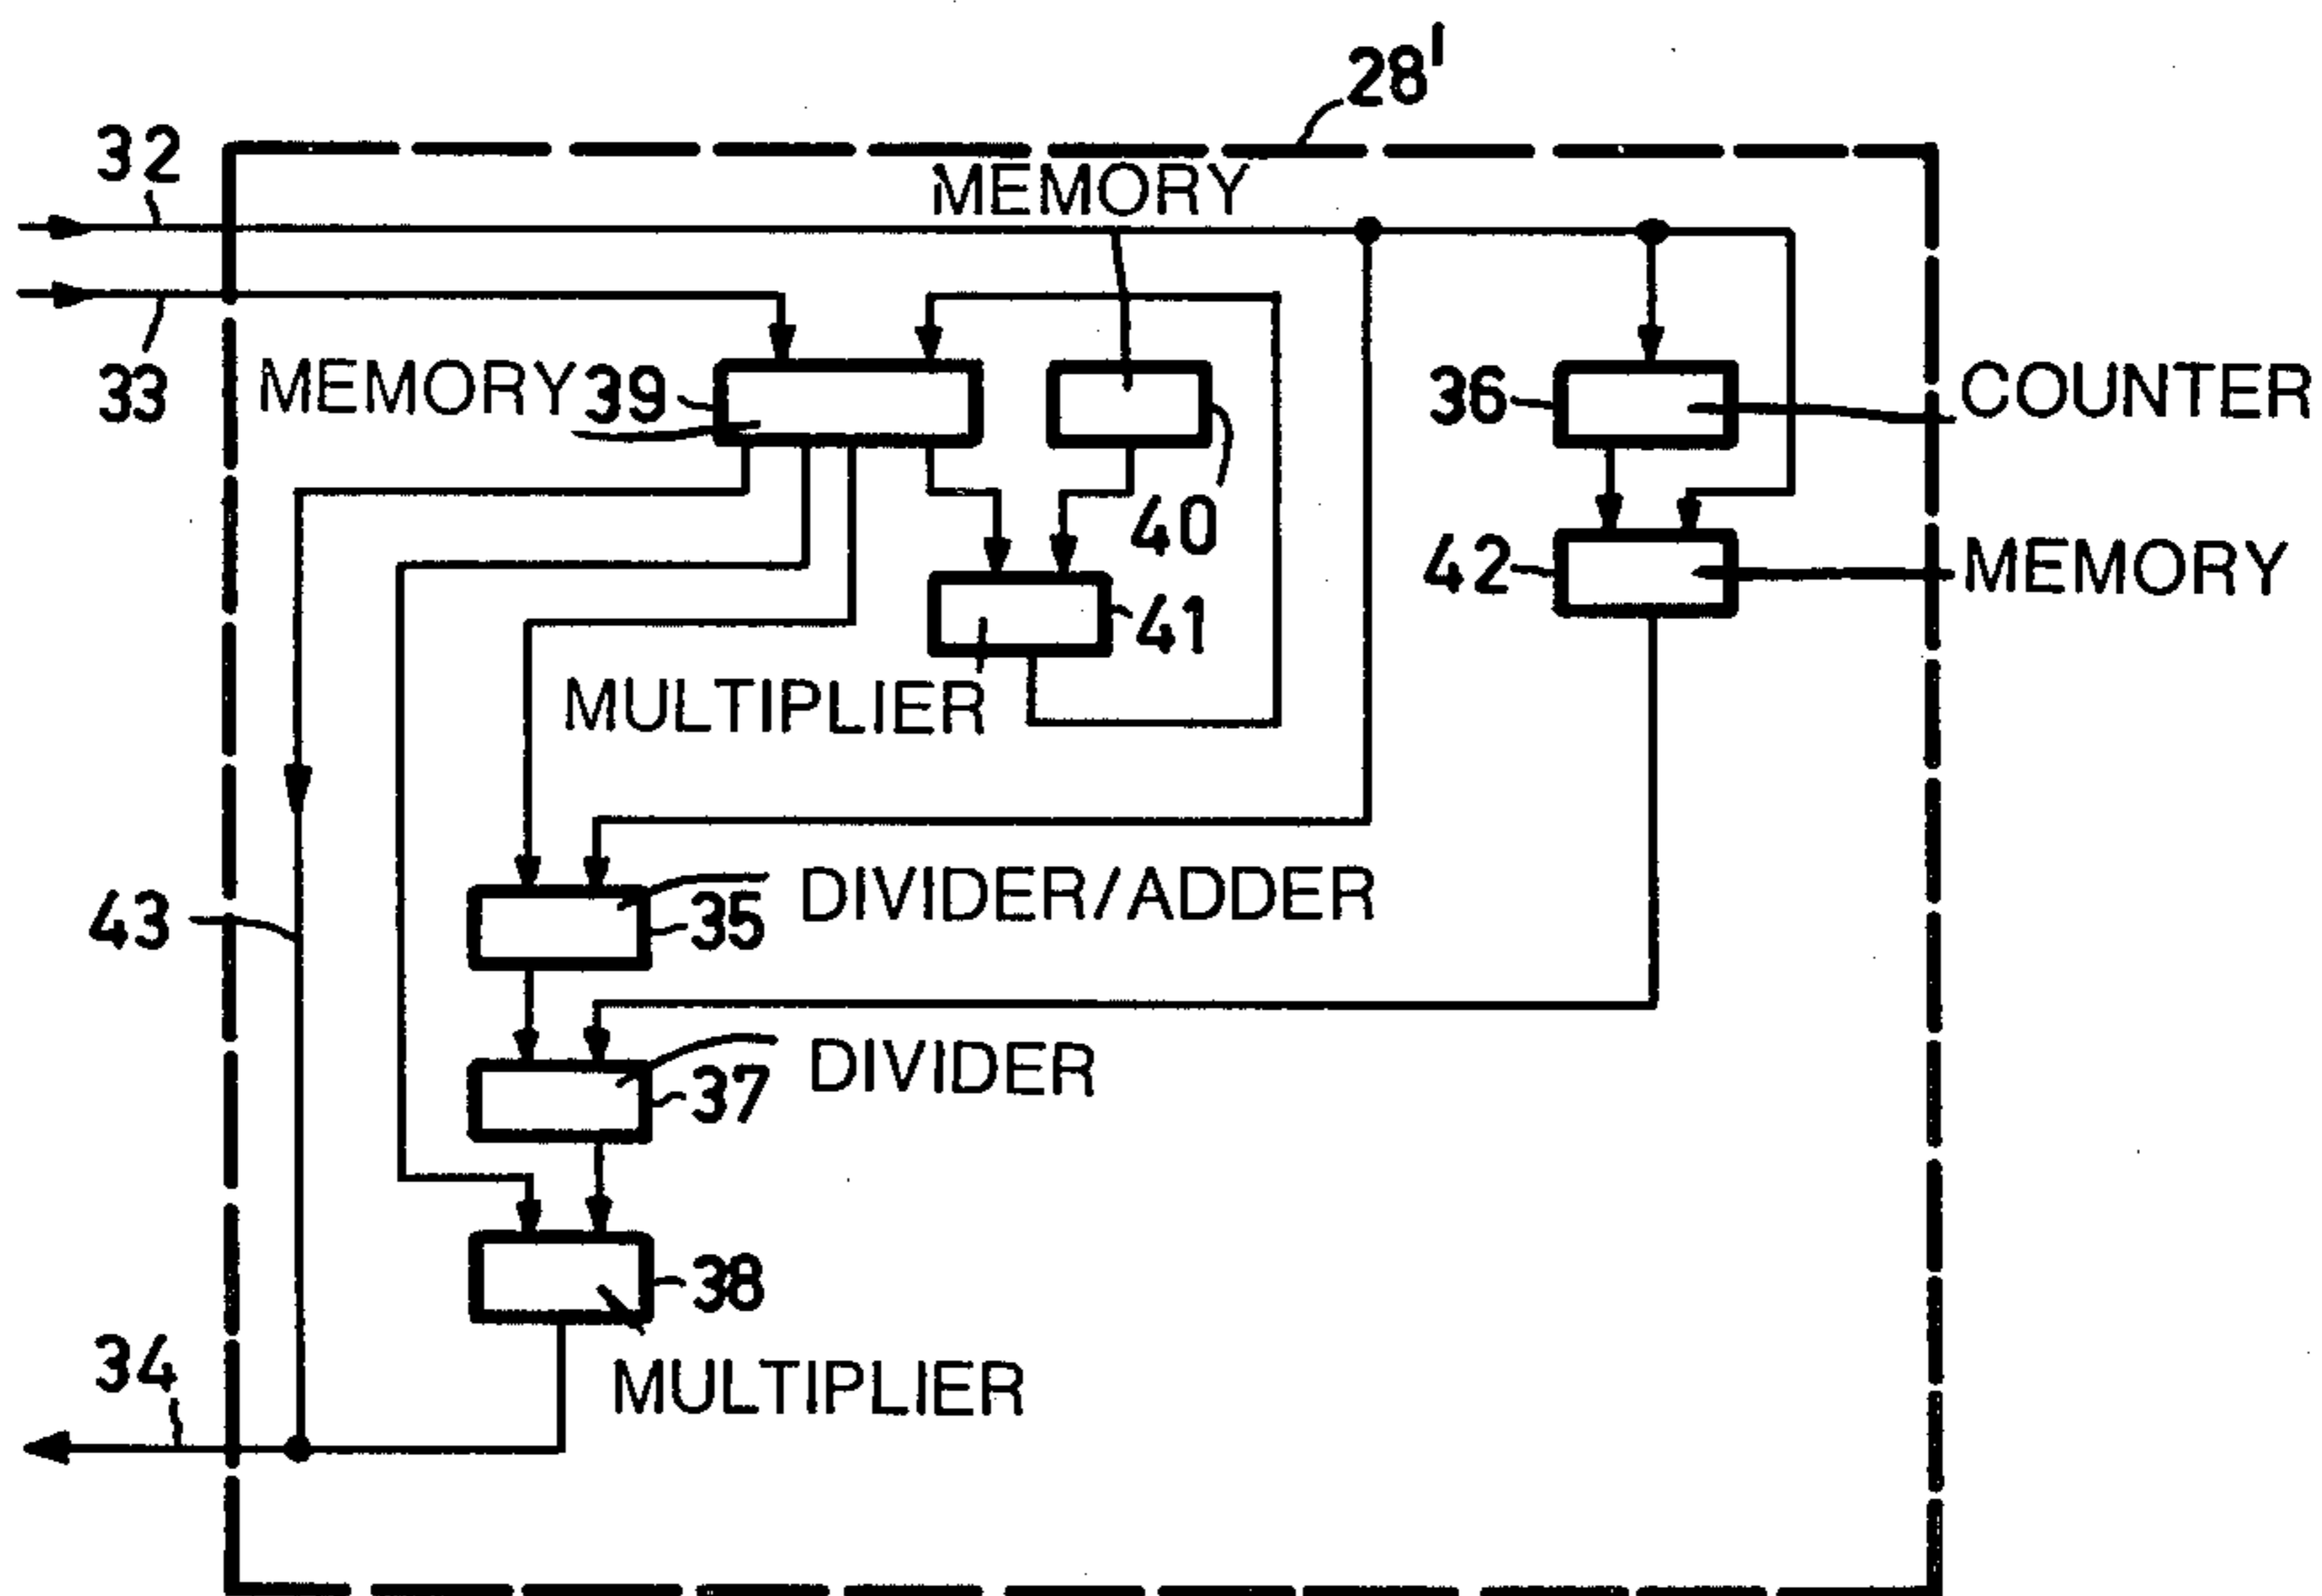 28'
32
MEMORY
33
MEMORY 39
36
COUNTER
40
42
MEMORY
41
MULTIPLIER
43
35
DIVIDER/ADDER
37
DIVIDER
38
34
MULTIPLIER